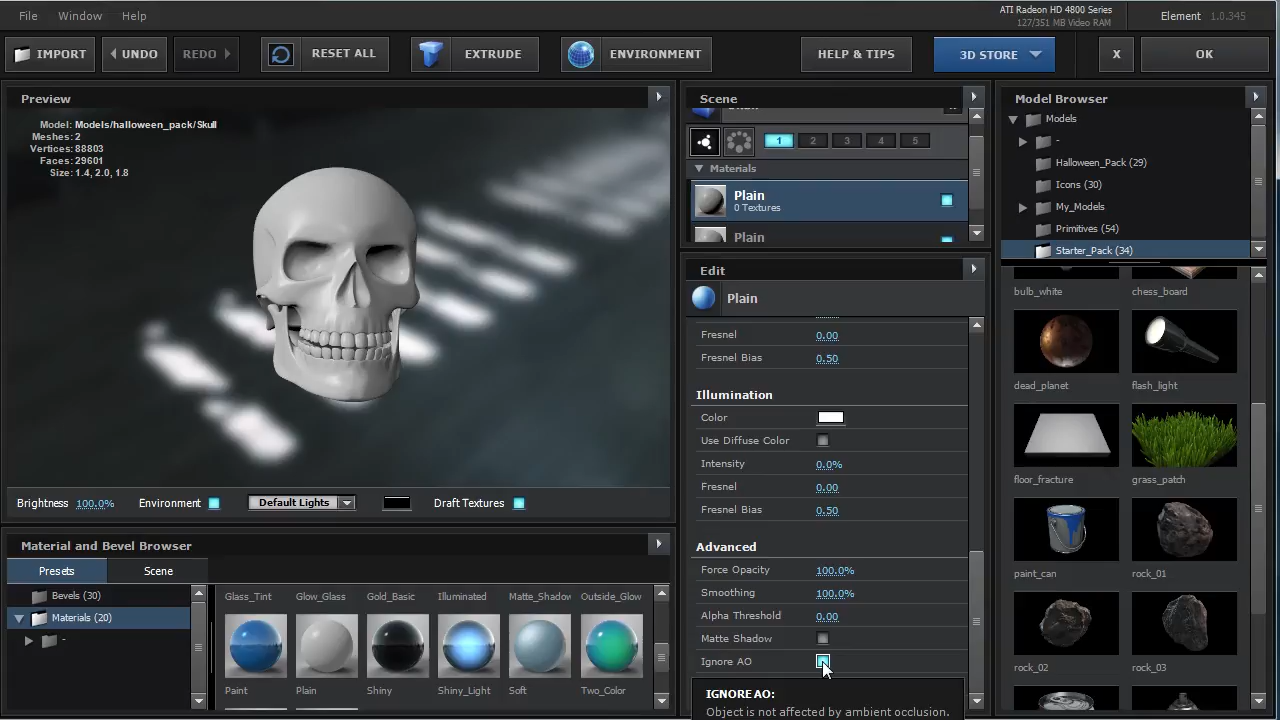 File
Window
Help
ATI Radeon HD 4800 Series
127/351 MB Video RAM
Element
1.0.345
IMPORT
UNDO
REDO
RESET ALL
EXTRUDE
ENVIRONMENT
HELP & TIPS
3D STORE
X
OK
Preview
Model: Models/halloween_pack/Skull
Meshes: 2
Vertices: 88803
Faces: 29601
Size: 1.4, 2.0, 1.8
Brightness 100.0%
Environment
Default Lights
Draft Textures
Material and Bevel Browser
Presets
Scene
Bevels (30)
Materials (20)
-
Glass_Tint
Glow_Glass
Gold_Basic
Illuminated
Matte_Shadow
Outside_Glow
Paint
Plain
Shiny
Shiny_Light
Soft
Two_Color
Scene
1
2
3
4
5
Materials
Plain
0 Textures
Plain
Edit
Plain
Fresnel 0.00
Fresnel Bias 0.50
Illumination
Color
Use Diffuse Color
Intensity 0.0%
Fresnel 0.00
Fresnel Bias 0.50
Advanced
Force Opacity 100.0%
Smoothing 100.0%
Alpha Threshold 0.00
Matte Shadow
Ignore AO
IGNORE AO:
Object is not affected by ambient occlusion.
Model Browser
Models
-
Halloween_Pack (29)
Icons (30)
My_Models
Primitives (54)
Starter_Pack (34)
bulb_white
chess_board
dead_planet
flash_light
floor_fracture
grass_patch
paint_can
rock_01
rock_02
rock_03